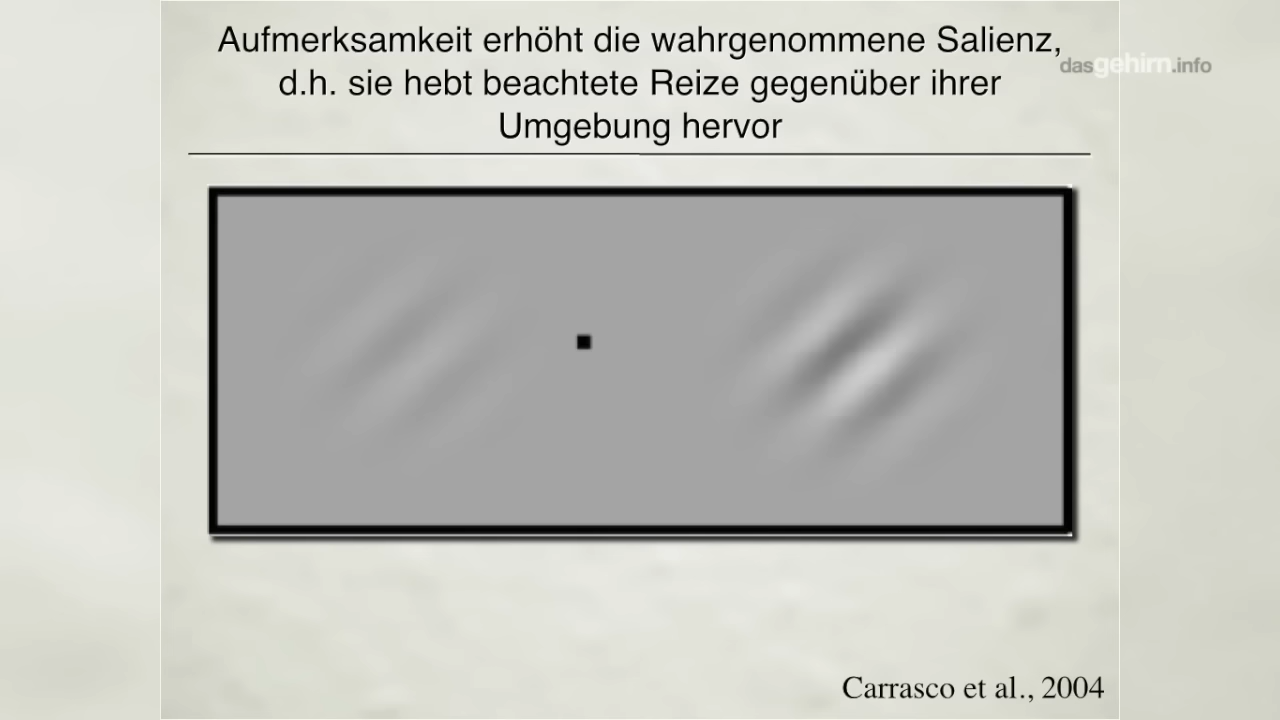 Aufmerksamkeit erhöht die wahrgenommene Salienz,
d.h. sie hebt beachtete Reize gegenüber ihrer
Umgebung hervor
dasgehirn.info
Carrasco et al., 2004